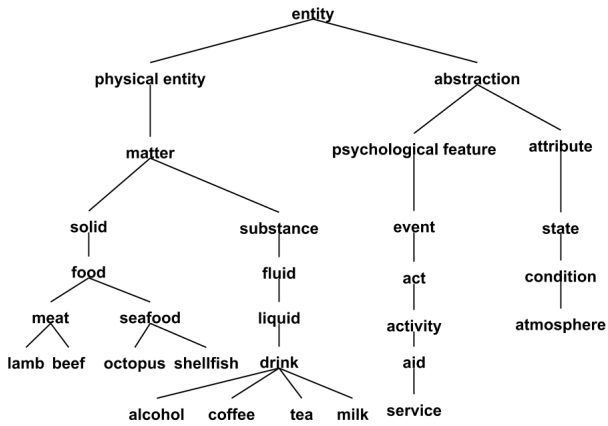 entity
physical entity abstraction
matter psychological feature attribute
solid substance event state
food fluid act condition
meat seafood liquid activity atmosphere
lamb beef octopus shellfish drink aid
alcohol coffee tea milk service